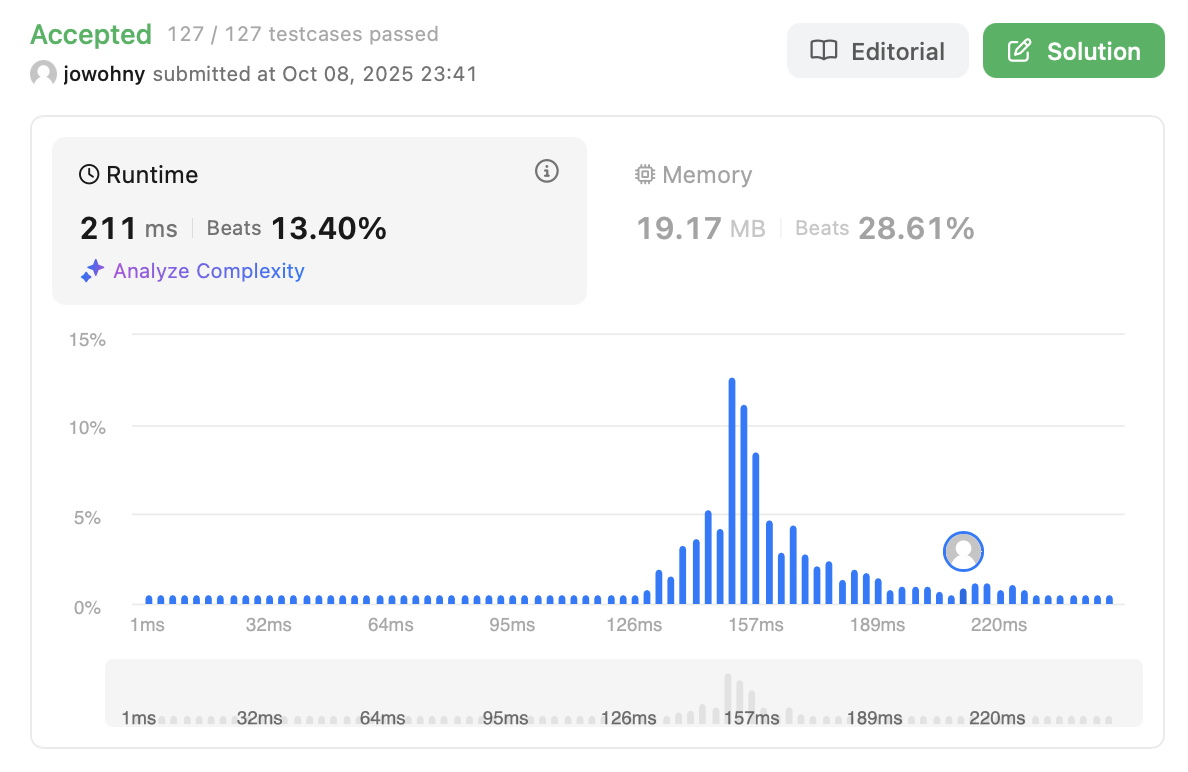 Accepted 127 / 127 testcases passed
jowohny submitted at Oct 08, 2025 23:41
Editorial
Solution
Runtime
211 ms Beats 13.40%
Analyze Complexity
Memory
19.17 MB Beats 28.61%
15%
10%
5%
0%
1ms 32ms 64ms 95ms 126ms 157ms 189ms 220ms
1ms 32ms 64ms 95ms 126ms 157ms 189ms 220ms